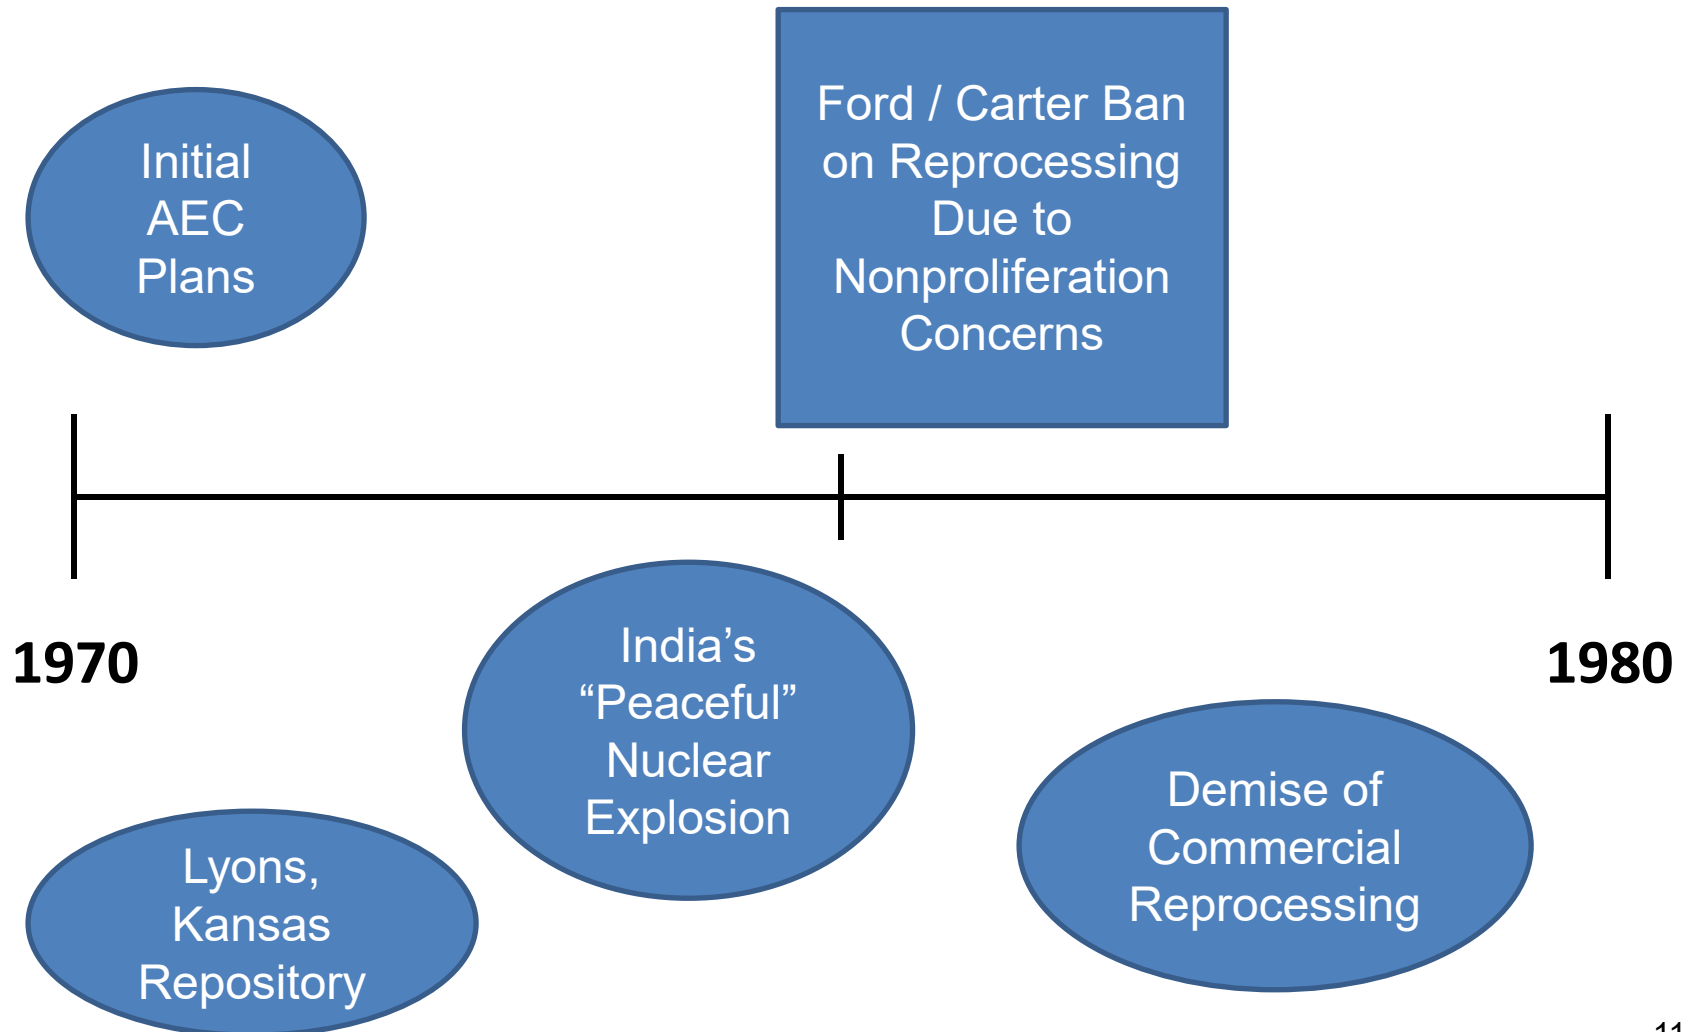 Initial
AEC
Plans
Ford / Carter Ban
on Reprocessing
Due to
Nonproliferation
Concerns
1970
1980
India’s
“Peaceful”
Nuclear
Explosion
Lyons,
Kansas
Repository
Demise of
Commercial
Reprocessing
11